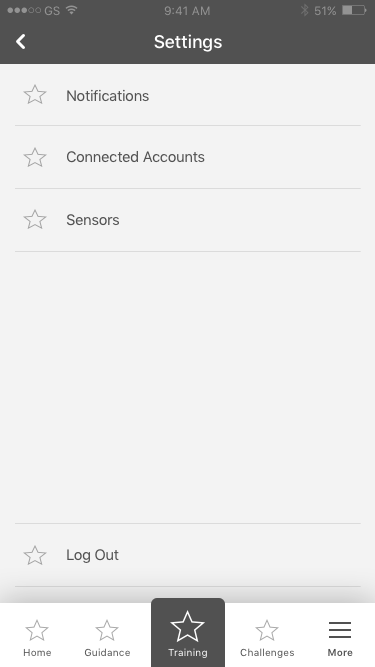 GS 9:41 AM 51%
Settings
Notifications
Connected Accounts
Sensors
Log Out
Home Guidance Training Challenges More